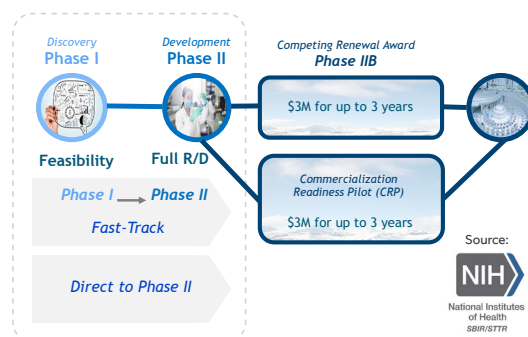 Discovery
Phase I
Development
Phase II
Competing Renewal Award
Phase IIB
$3M for up to 3 years
Feasibility
Full R/D
Commercialization
Readiness Pilot (CRP)
$3M for up to 3 years
Phase I
Phase II
Fast-Track
Direct to Phase II
Source:
NIH
National Institutes
of Health
SBIR/STTR